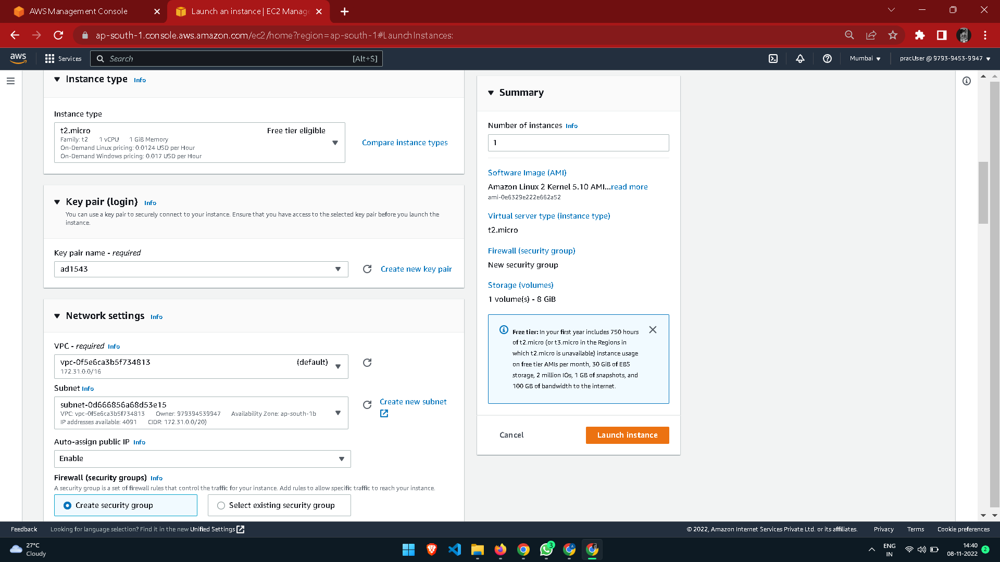 AWS Management Console
Launch an instance | EC2 Manage
ap-south-1.console.aws.amazon.com/ec2/home?region=ap-south-1#LaunchInstances:
aws
Services
Search
[Alt+S]
Mumbai
pracUser @ 9793-9453-9947
Instance type Info
Instance type
t2.micro Free tier eligible
Family: t2 1 vCPU 1 GiB Memory
On-Demand Linux pricing: 0.0124 USD per Hour
On-Demand Windows pricing: 0.017 USD per Hour
Compare instance types
Key pair (login) Info
You can use a key pair to securely connect to your instance. Ensure that you have access to the selected key pair before you launch the
instance.
Key pair name - required
ad1543
Create new key pair
Network settings Info
VPC - required Info
vpc-0f5e6ca3b5f734813 (default)
172.31.0.0/16
Subnet Info
subnet-0d666856a68d53e15
VPC: vpc-0f5e6ca3b5f734813 Owner: 979394539947 Availability Zone: ap-south-1b
IP addresses available: 4091 CIDR: 172.31.0.0/20)
Create new subnet
Auto-assign public IP Info
Enable
Firewall (security groups) Info
A security group is a set of firewall rules that control the traffic for your instance. Add rules to allow specific traffic to reach your instance.
Create security group
Select existing security group
Summary
Number of instances Info
1
Software Image (AMI)
Amazon Linux 2 Kernel 5.10 AMI...read more
ami-0e6329e222e662a52
Virtual server type (instance type)
t2.micro
Firewall (security group)
New security group
Storage (volumes)
1 volume(s) - 8 GiB
Free tier: In your first year includes 750 hours
of t2.micro (or t3.micro in the Regions in
which t2.micro is unavailable) instance usage
on free tier AMIs per month, 30 GiB of EBS
storage, 2 million IOs, 1 GB of snapshots, and
100 GB of bandwidth to the internet.
Cancel
Launch instance
Feedback
Looking for language selection? Find it in the new Unified Settings
© 2022, Amazon Internet Services Private Ltd. or its affiliates.
Privacy
Terms
Cookie preferences
27°C
Cloudy
3
ENG
IN
14:40
08-11-2022
2